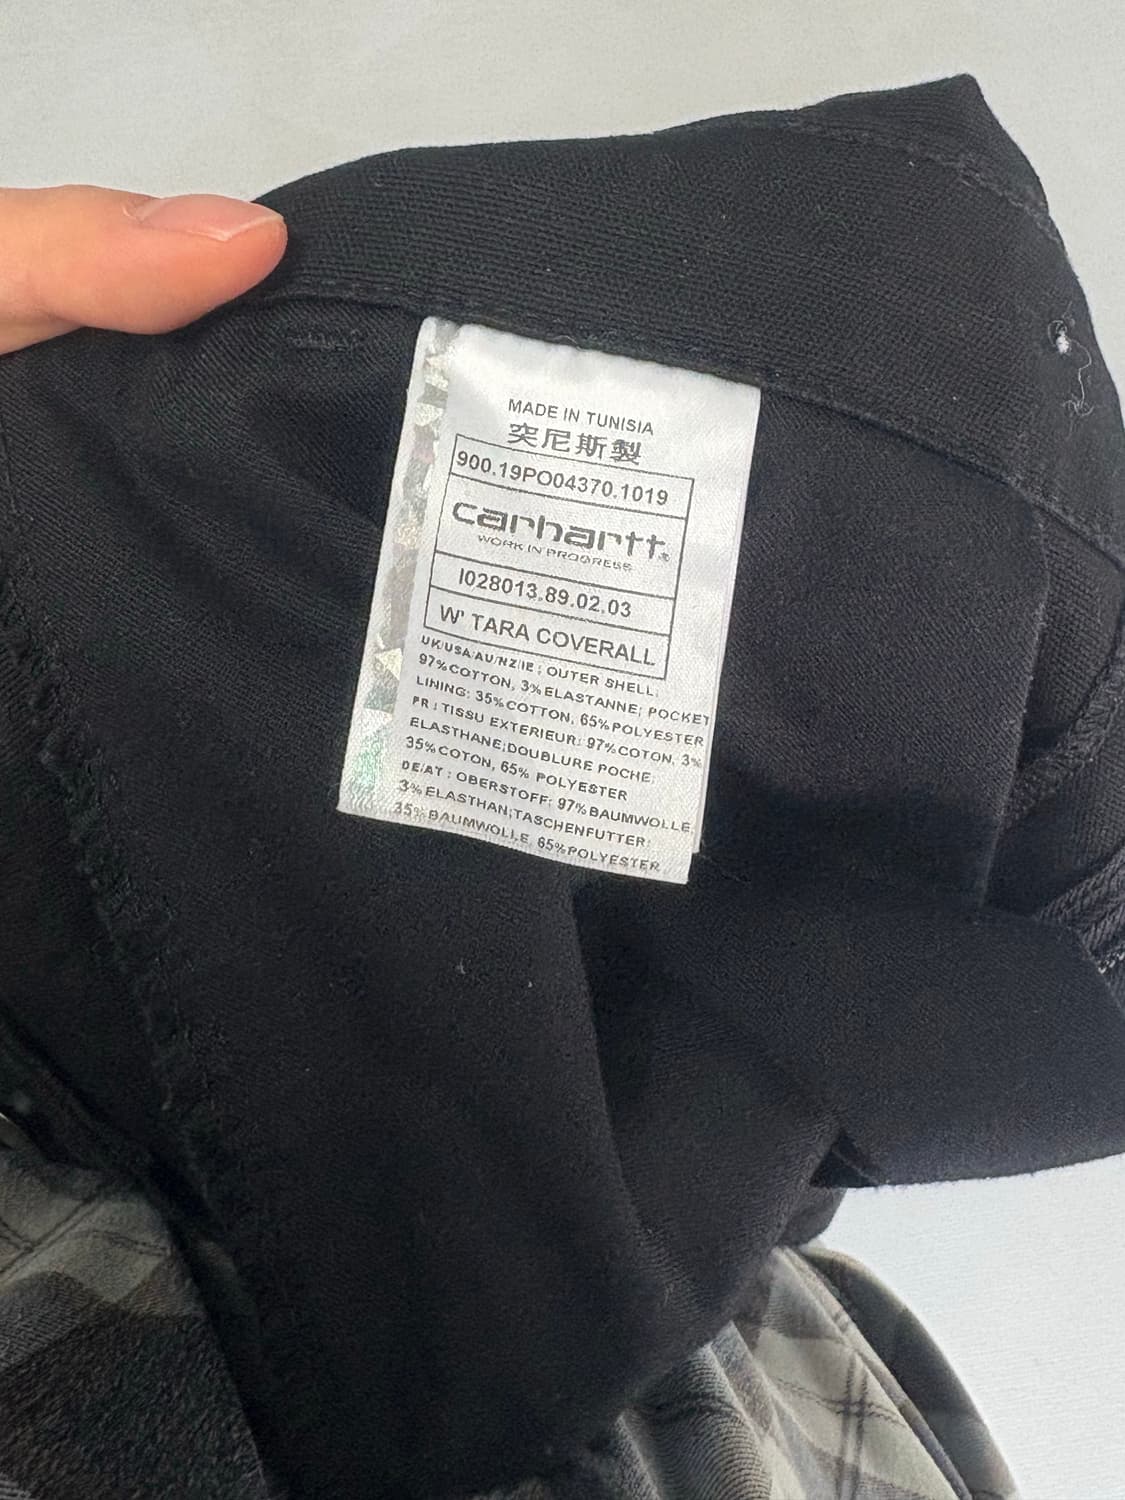 MADE IN TUNISIA
突尼斯製
900.19PO04370.1019
carhartt®
WORK IN PROGRESS
I028013.89.02.03
W' TARA COVERALL
UK/USA/AU/NZ/IE : OUTER SHELL:
97%COTTON, 3%ELASTANNE; POCKET
LINING: 35%COTTON, 65%POLYESTER
FR : TISSU EXTERIEUR: 97%COTON, 3%
ELASTHANE;DOUBLURE POCHE:
35%COTON, 65% POLYESTER
DE/AT : OBERSTOFF: 97%BAUMWOLLE,
3%ELASTHAN;TASCHENFUTTER:
35%BAUMWOLLE, 65%POLYESTER